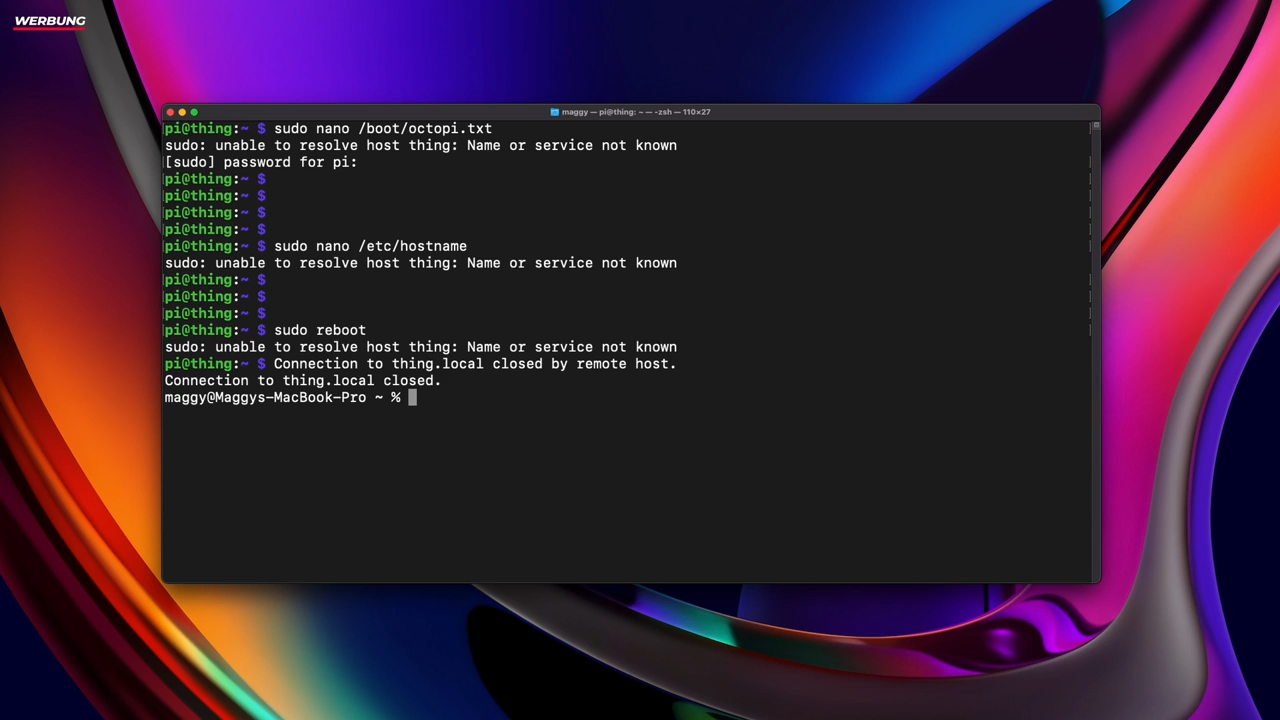 WERBUNG
maggy — pi@thing: ~ — -zsh — 110×27
pi@thing:~ $ sudo nano /boot/octopi.txt
sudo: unable to resolve host thing: Name or service not known
[sudo] password for pi:
pi@thing:~ $
pi@thing:~ $
pi@thing:~ $
pi@thing:~ $
pi@thing:~ $ sudo nano /etc/hostname
sudo: unable to resolve host thing: Name or service not known
pi@thing:~ $
pi@thing:~ $
pi@thing:~ $
pi@thing:~ $ sudo reboot
sudo: unable to resolve host thing: Name or service not known
pi@thing:~ $ Connection to thing.local closed by remote host.
Connection to thing.local closed.
maggy@Maggys-MacBook-Pro ~ %